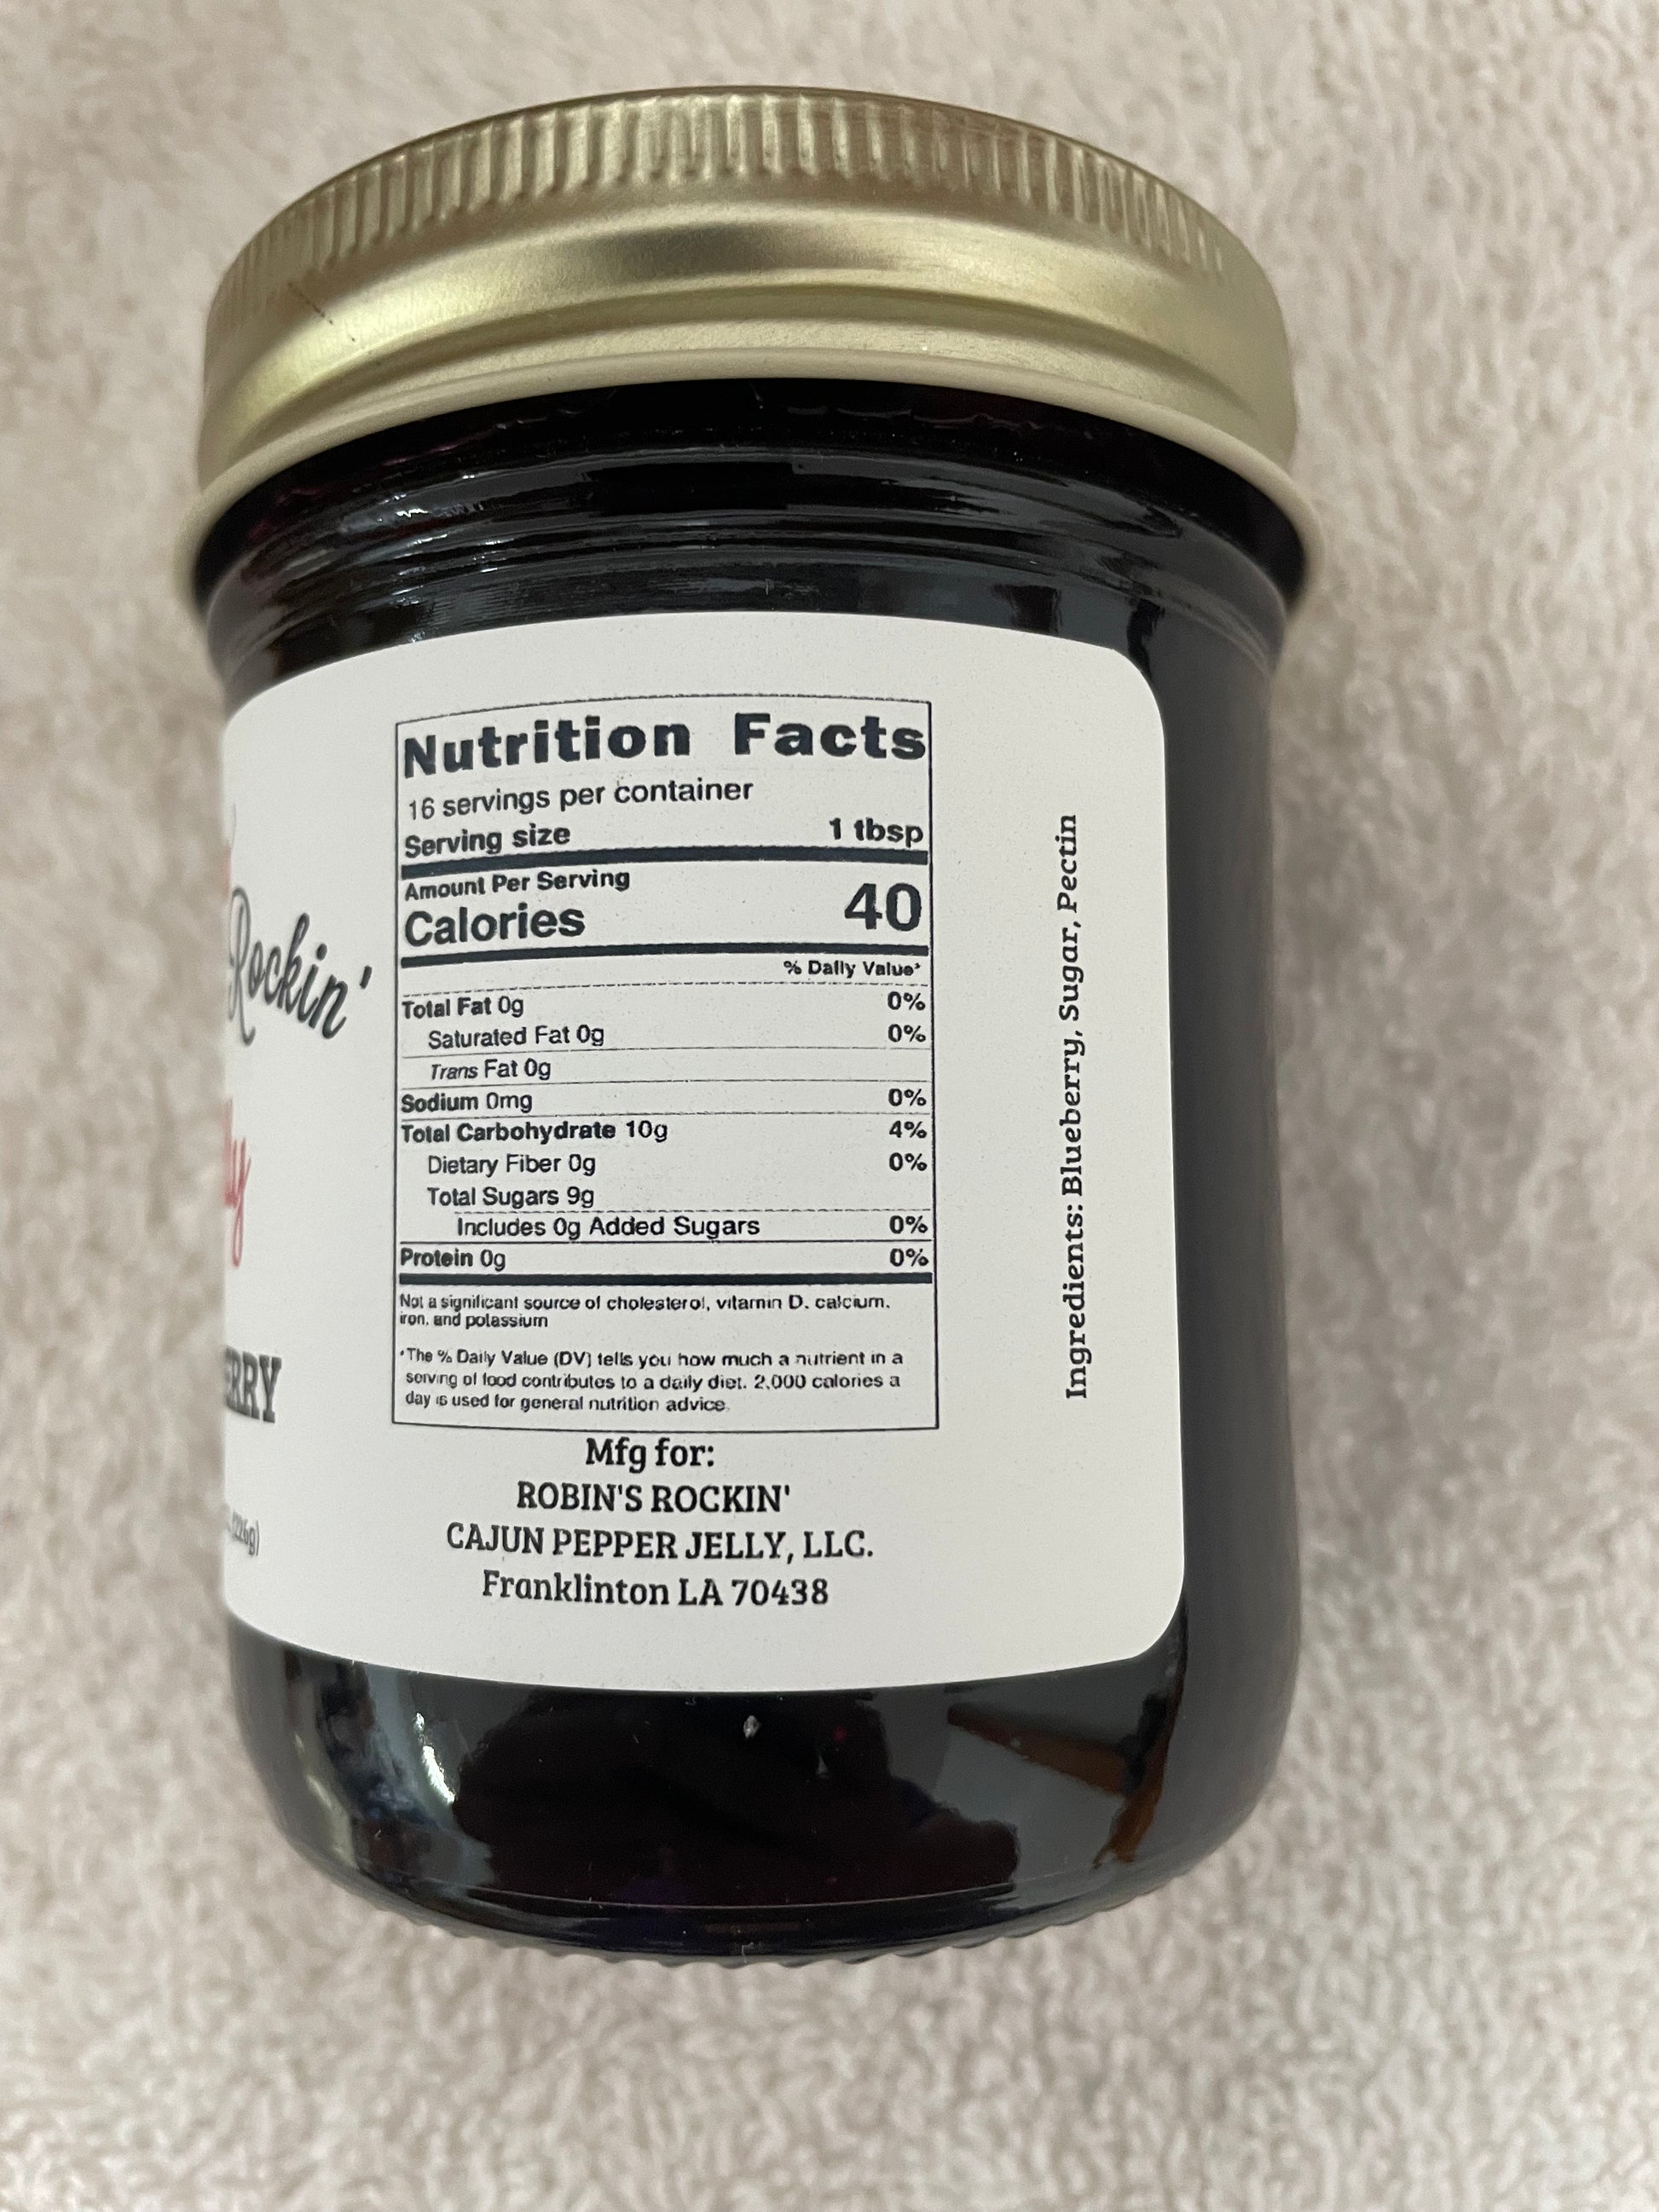 Rockin'
ERRY
(226g)
Nutrition Facts
16 servings per container
Serving size 1 tbsp
Amount Per Serving
Calories 40
% Daily Value*
Total Fat 0g 0%
Saturated Fat 0g 0%
Trans Fat 0g
Sodium 0mg 0%
Total Carbohydrate 10g 4%
Dietary Fiber 0g 0%
Total Sugars 9g
Includes 0g Added Sugars 0%
Protein 0g 0%
Not a significant source of cholesterol, vitamin D, calcium,
iron, and potassium
*The % Daily Value (DV) tells you how much a nutrient in a
serving of food contributes to a daily diet. 2,000 calories a
day is used for general nutrition advice.
Mfg for:
ROBIN'S ROCKIN'
CAJUN PEPPER JELLY, LLC.
Franklinton LA 70438
Ingredients: Blueberry, Sugar, Pectin